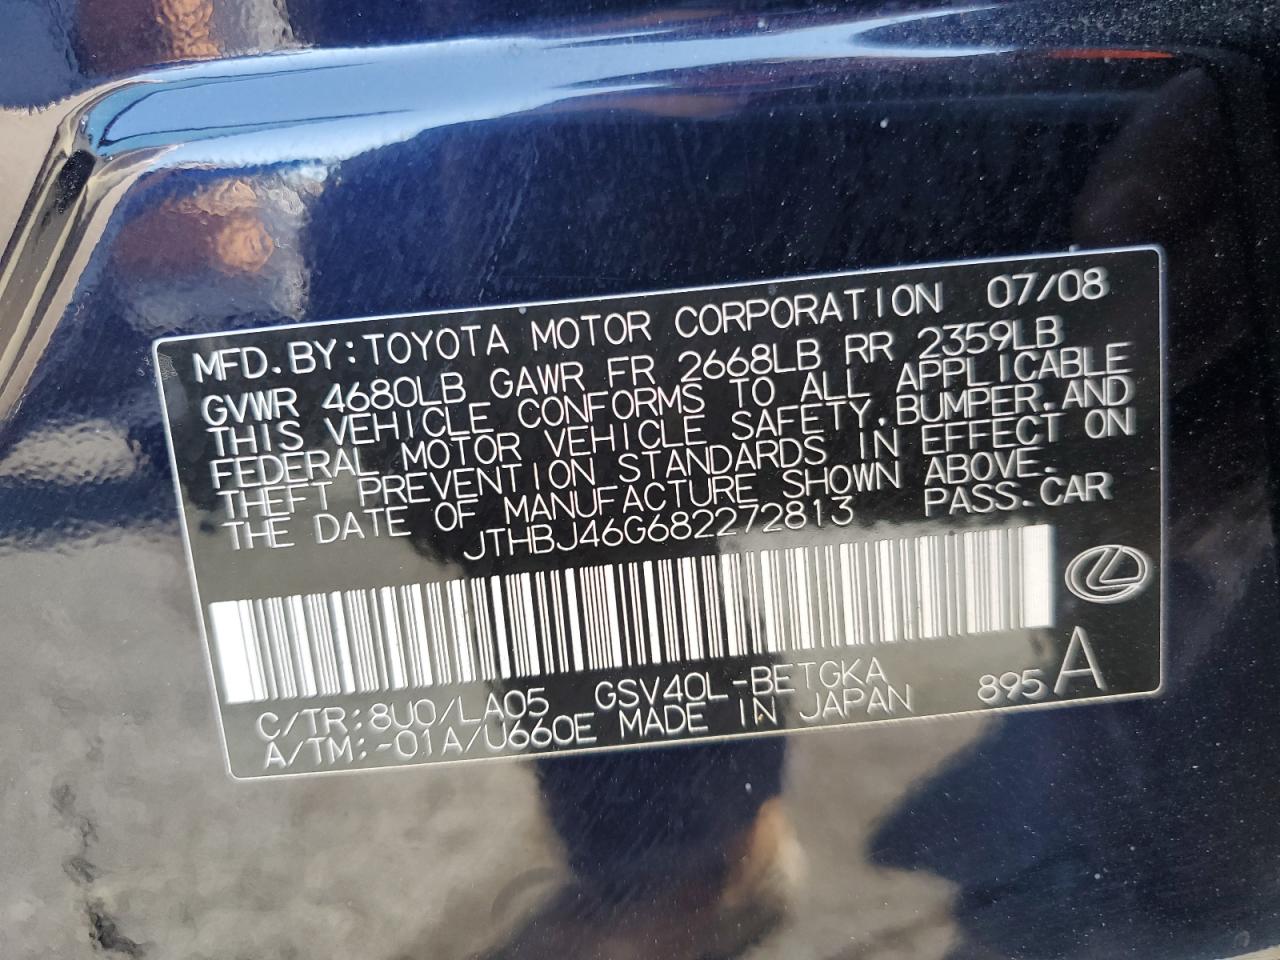 MFD. BY: TOYOTA MOTOR CORPORATION 07/08
GVWR 4680LB GAWR FR 2668LB RR 2359LB
THIS VEHICLE CONFORMS TO ALL APPLICABLE
FEDERAL MOTOR VEHICLE SAFETY, BUMPER, AND
THEFT PREVENTION STANDARDS IN EFFECT ON
THE DATE OF MANUFACTURE SHOWN ABOVE.
JTHBJ46G682272813 PASS. CAR
C/TR: 8U0/LA05 GSV40L-BETGKA
A/TM: -01A/U660E MADE IN JAPAN 895 A